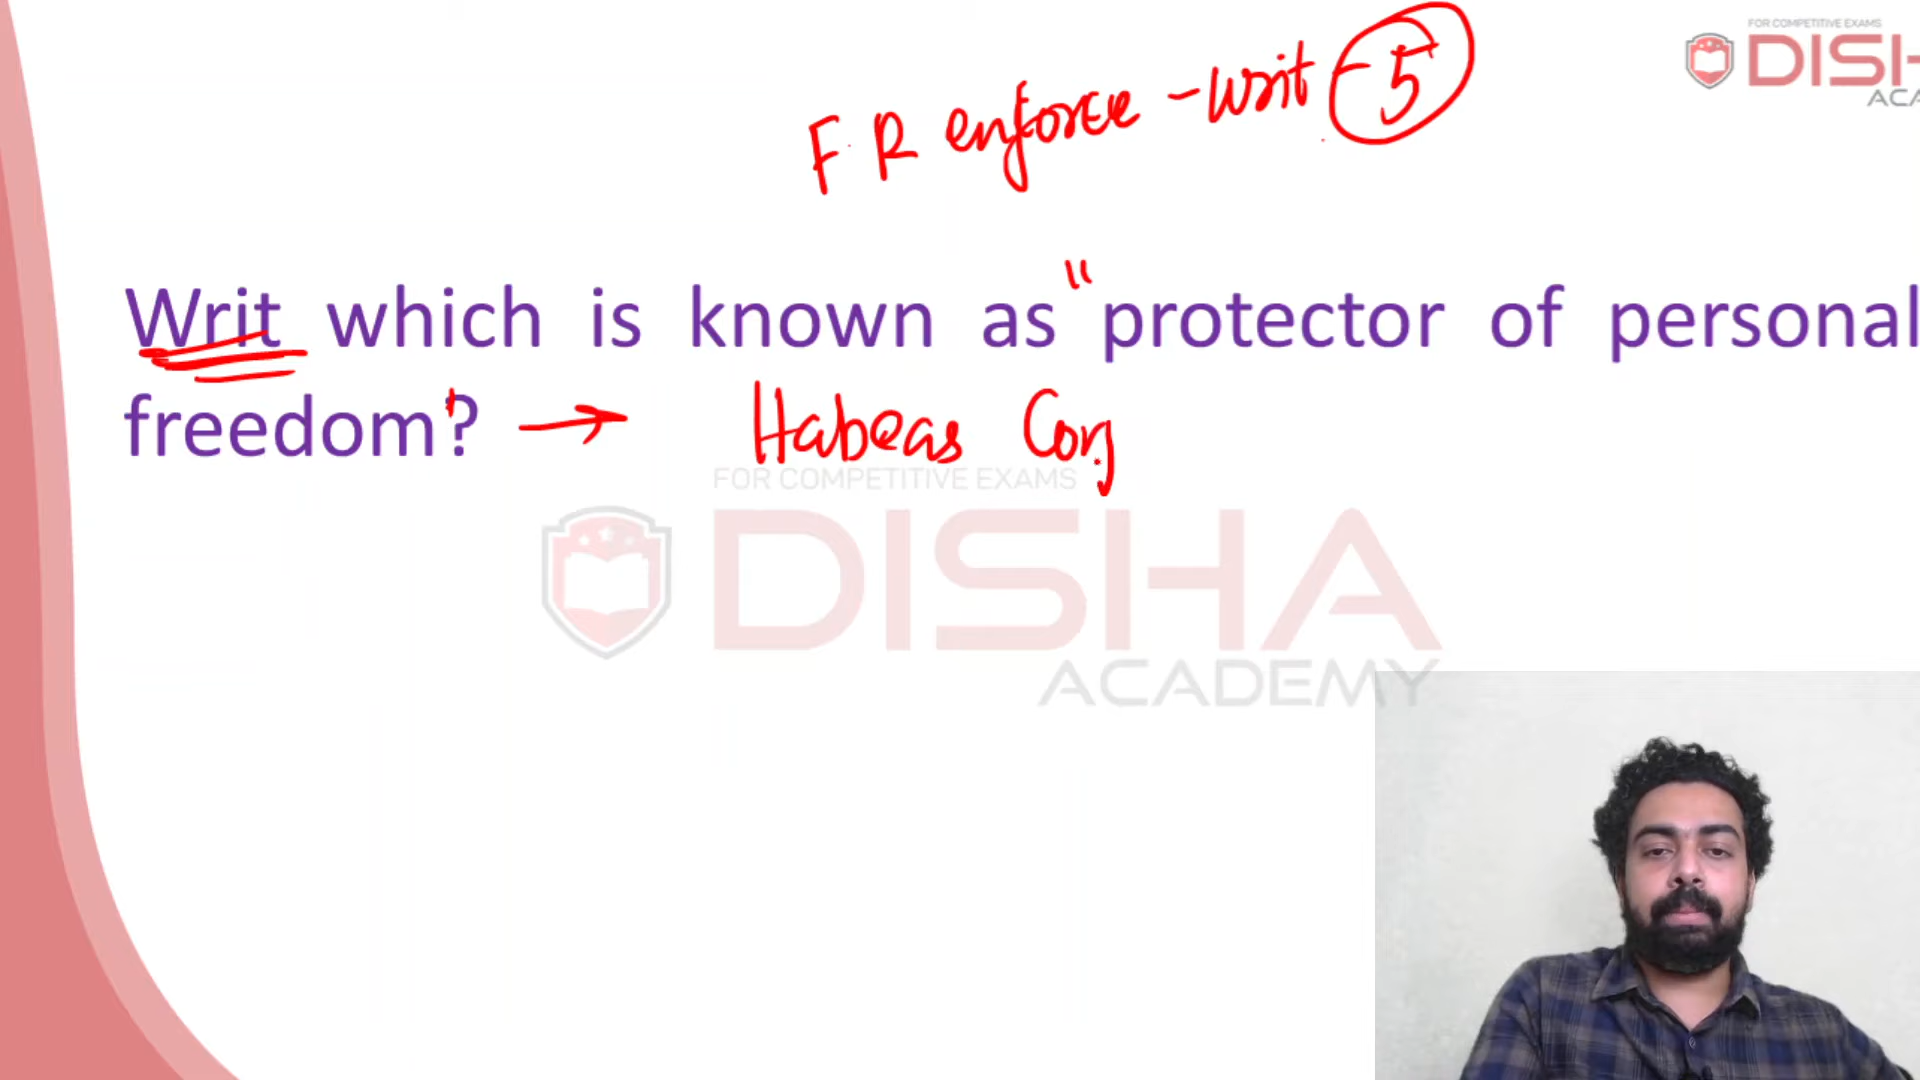 FOR COMPETITIVE EXAMS
DISH
ACA
F R enforce - Writ - 5
Writ which is known as "protector of personal
freedom"? → Habeas Corp
FOR COMPETITIVE EXAMS
DISHA
ACADEMY